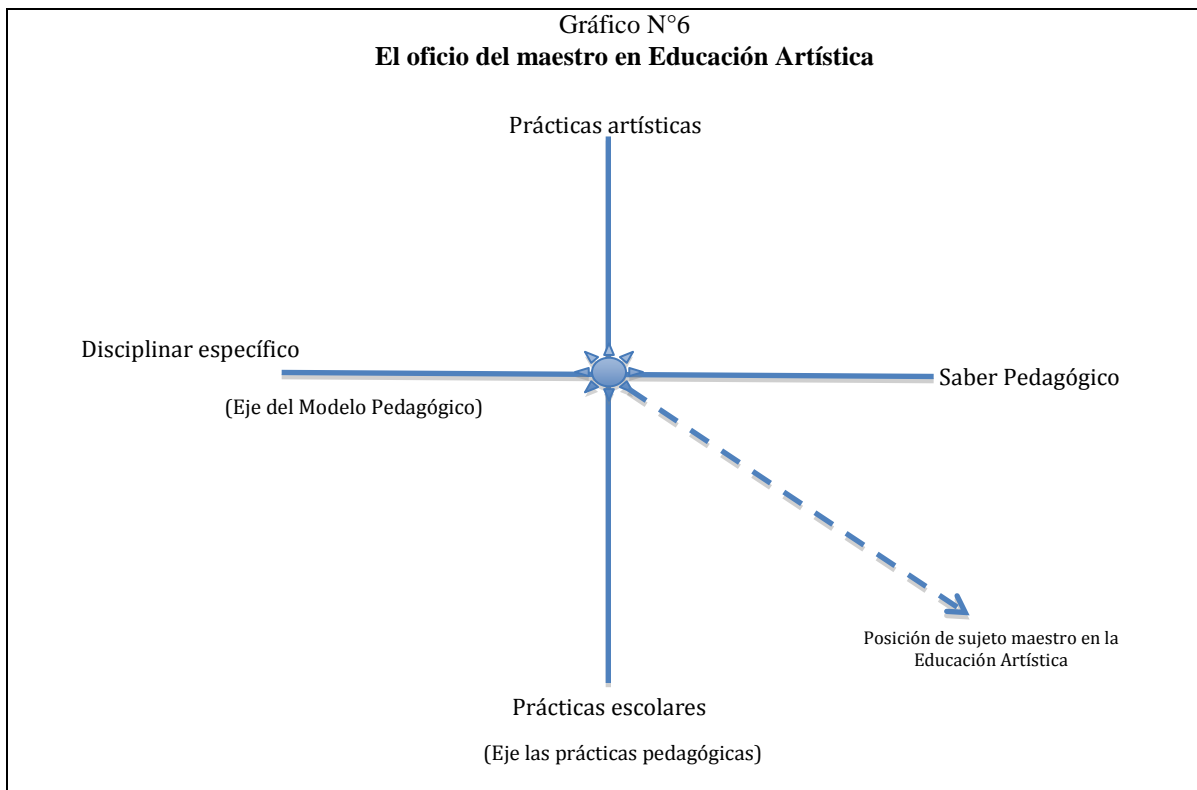 Gráfico N°6
El oficio del maestro en Educación Artística
Prácticas artísticas
Disciplinar específico
Saber Pedagógico
(Eje del Modelo Pedagógico)
Posición de sujeto maestro en la
Educación Artística
Prácticas escolares
(Eje las prácticas pedagógicas)